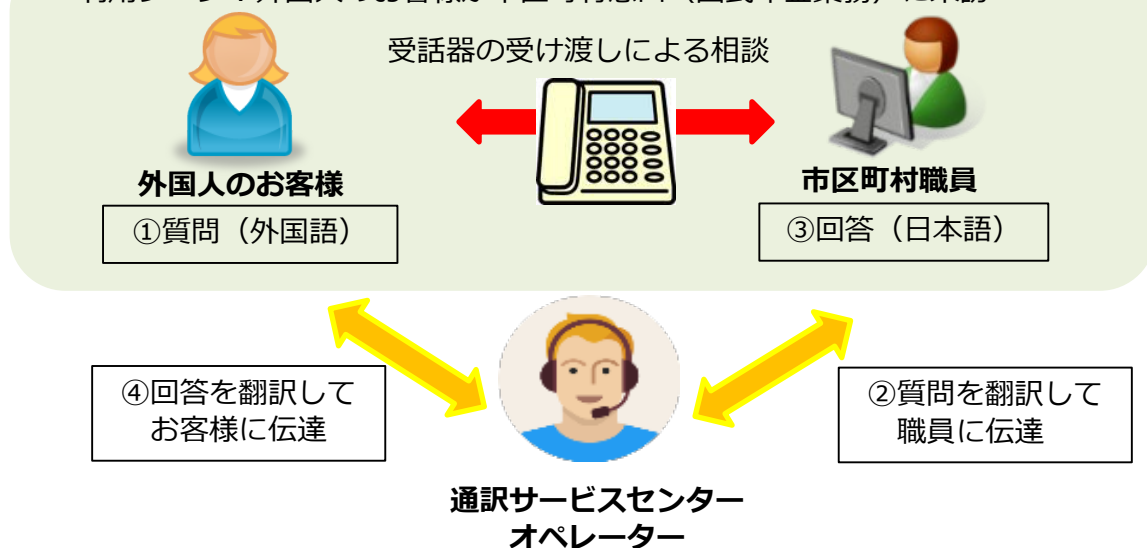 受話器の受け渡しによる相談
外国人のお客様
市区町村職員
①質問（外国語）
③回答（日本語）
④回答を翻訳して
お客様に伝達
②質問を翻訳して
職員に伝達
通訳サービスセンター
オペレーター